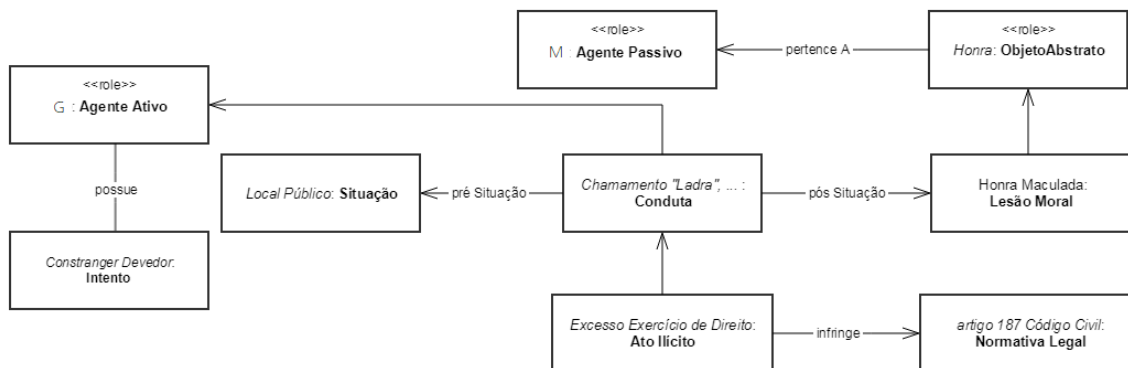 <<role>>
M : Agente Passivo
pertence A
<<role>>
Honra: ObjetoAbstrato
<<role>>
G : Agente Ativo
possue
Local Público: Situação
pré Situação
Chamamento "Ladra", ... :
Conduta
pós Situação
Honra Maculada:
Lesão Moral
Constranger Devedor:
Intento
Excesso Exercício de Direito:
Ato Ilícito
infringe
artigo 187 Código Civil:
Normativa Legal